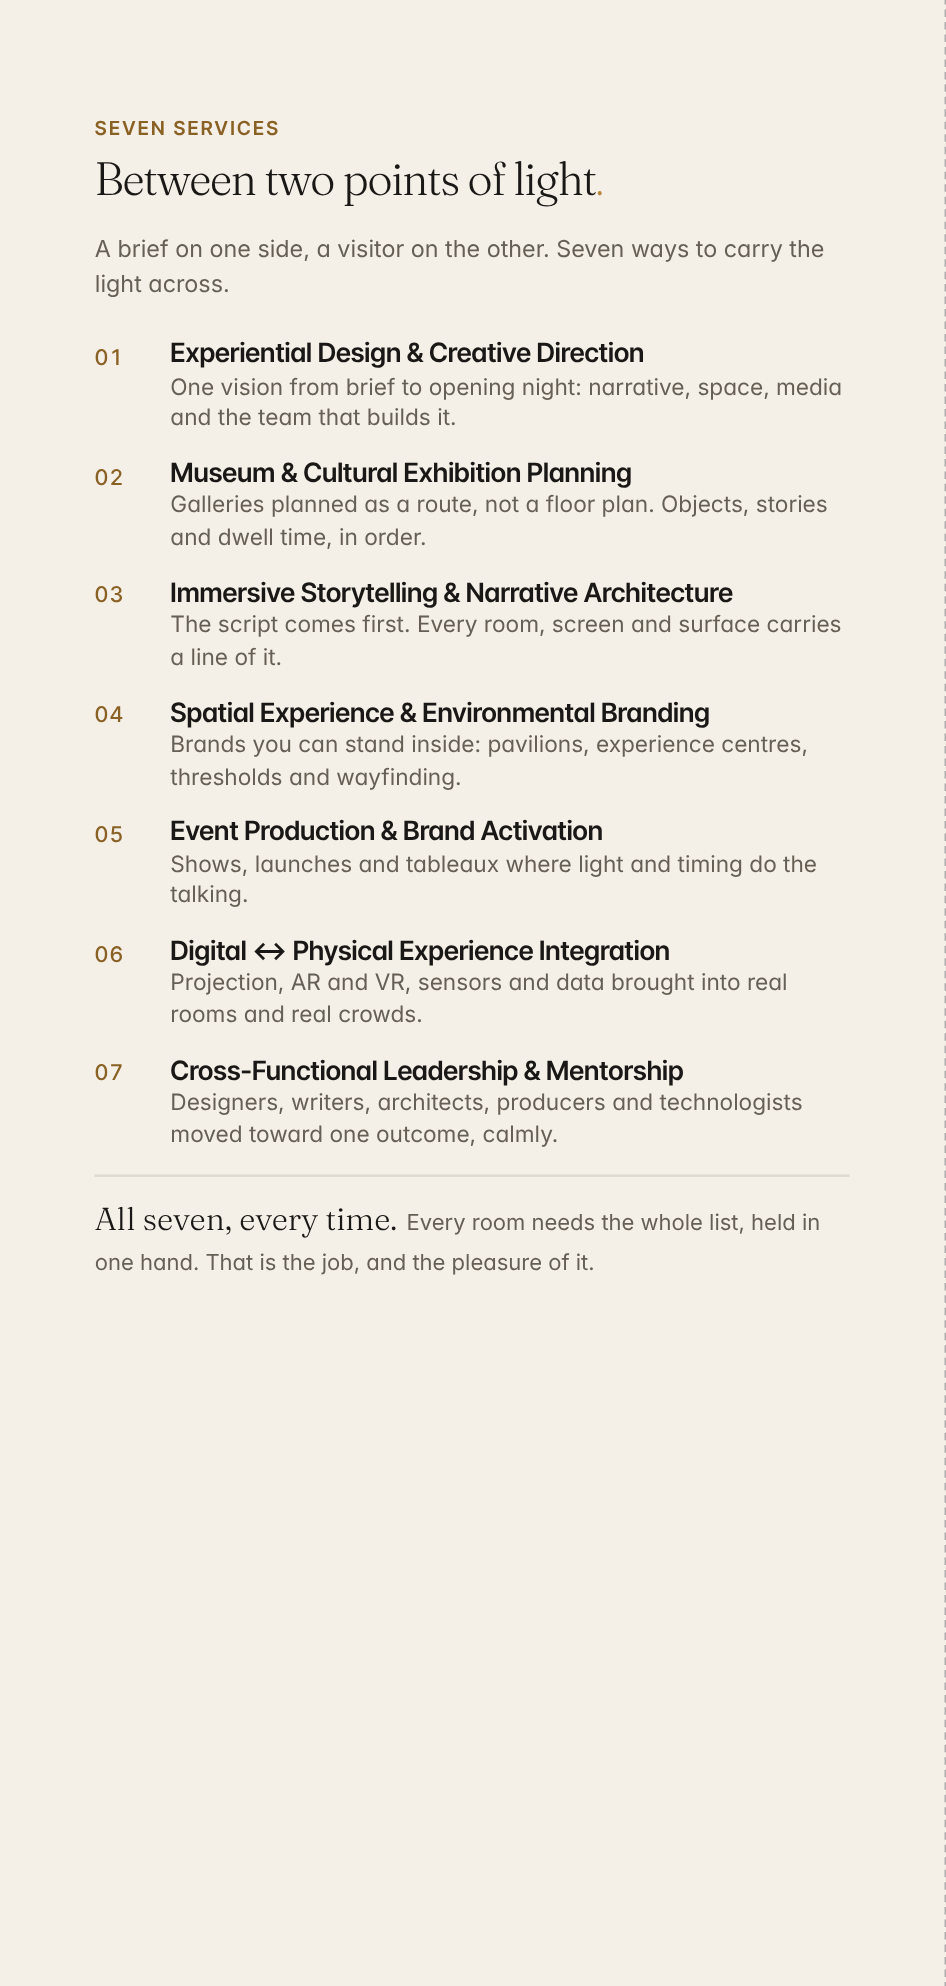 SEVEN SERVICES
Between two points of light.
A brief on one side, a visitor on the other. Seven ways to carry the
light across.
01 Experiential Design & Creative Direction
One vision from brief to opening night: narrative, space, media
and the team that builds it.
02 Museum & Cultural Exhibition Planning
Galleries planned as a route, not a floor plan. Objects, stories
and dwell time, in order.
03 Immersive Storytelling & Narrative Architecture
The script comes first. Every room, screen and surface carries
a line of it.
04 Spatial Experience & Environmental Branding
Brands you can stand inside: pavilions, experience centres,
thresholds and wayfinding.
05 Event Production & Brand Activation
Shows, launches and tableaux where light and timing do the
talking.
06 Digital ↔ Physical Experience Integration
Projection, AR and VR, sensors and data brought into real
rooms and real crowds.
07 Cross-Functional Leadership & Mentorship
Designers, writers, architects, producers and technologists
moved toward one outcome, calmly.
All seven, every time. Every room needs the whole list, held in
one hand. That is the job, and the pleasure of it.